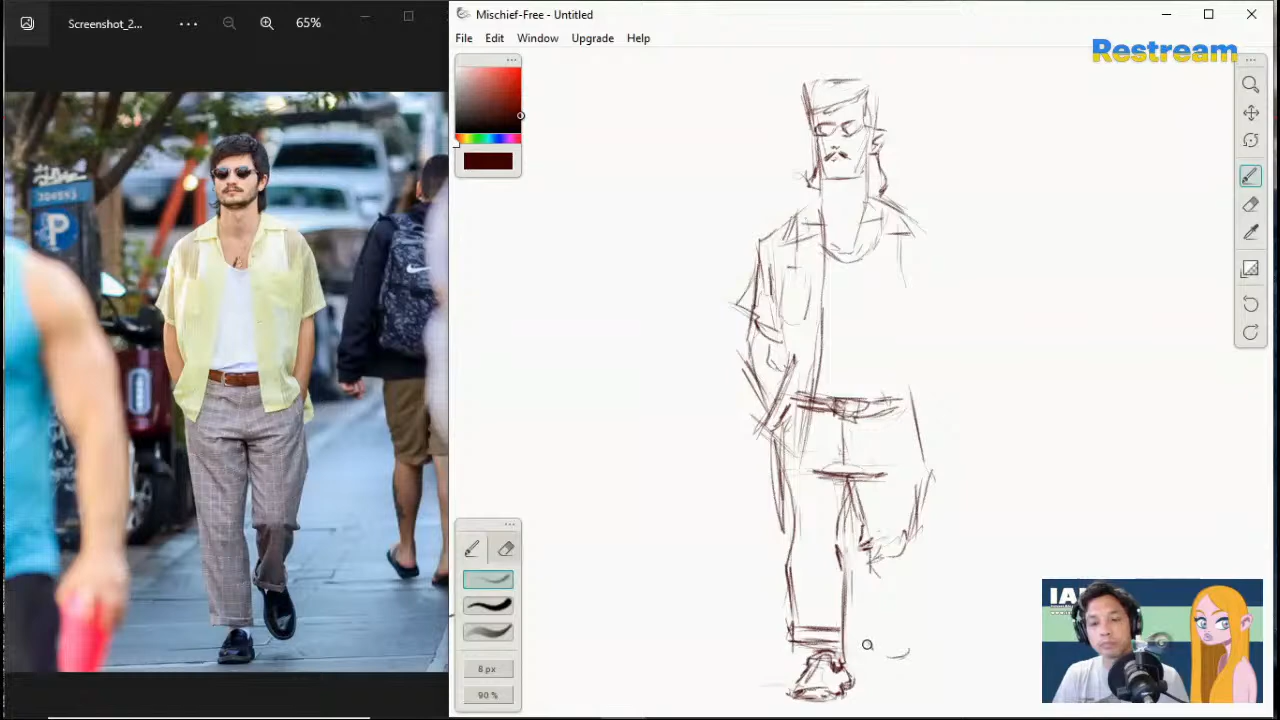 Screenshot_2...
65%
Mischief-Free - Untitled
File Edit Window Upgrade Help
Restream
P
8 px
90 %